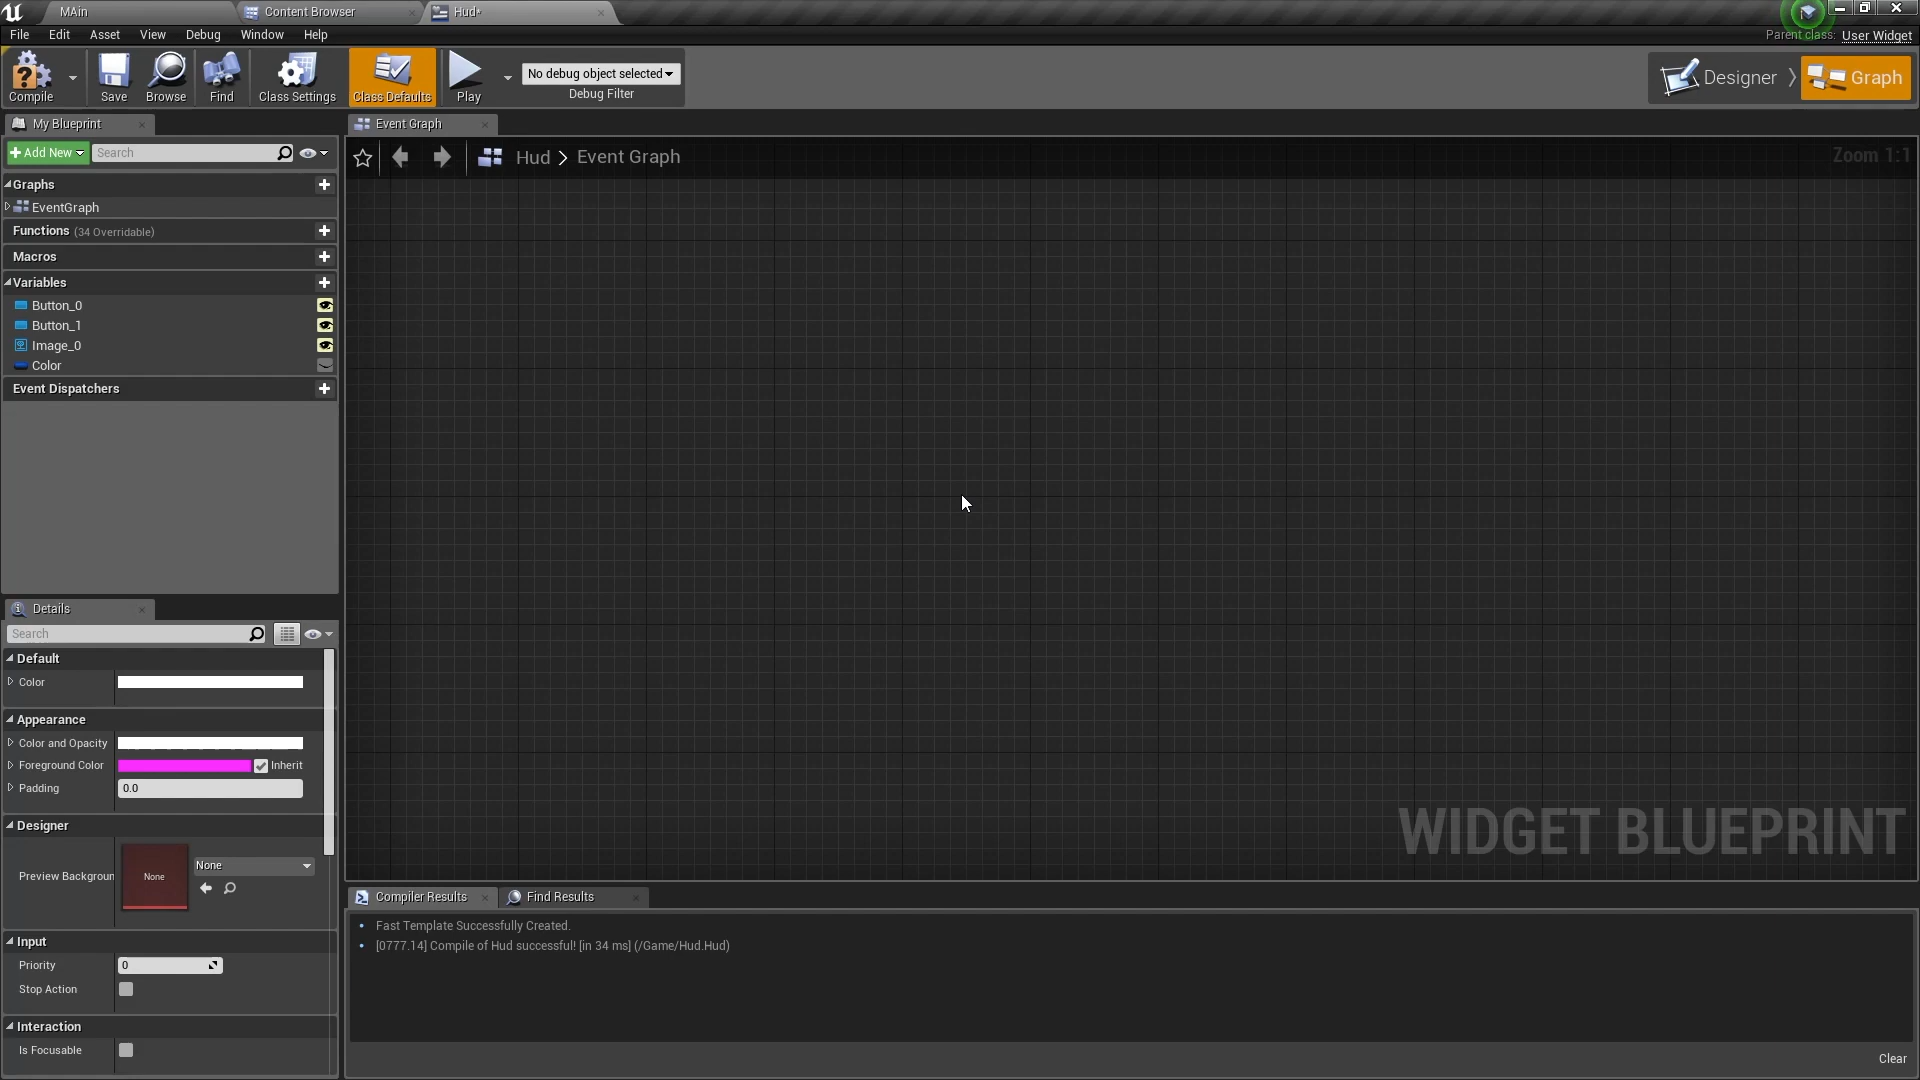 MAin
Content Browser
Hud*
File Edit Asset View Debug Window Help
Parent class: User Widget
Compile
Save
Browse
Find
Class Settings
Class Defaults
Play
No debug object selected
Debug Filter
Designer
Graph
My Blueprint
Event Graph
Add New
Search
Hud > Event Graph
Zoom 1:1
Graphs
EventGraph
Functions (34 Overridable)
Macros
Variables
Button_0
Button_1
Image_0
Color
Event Dispatchers
Details
Search
Default
Color
Appearance
Color and Opacity
Foreground Color
Inherit
Padding
0.0
Designer
Preview Backgroun
None
None
Input
Priority
0
Stop Action
Interaction
Is Focusable
WIDGET BLUEPRINT
Compiler Results
Find Results
Fast Template Successfully Created.
[0777.14] Compile of Hud successful! [in 34 ms] (/Game/Hud.Hud)
Clear